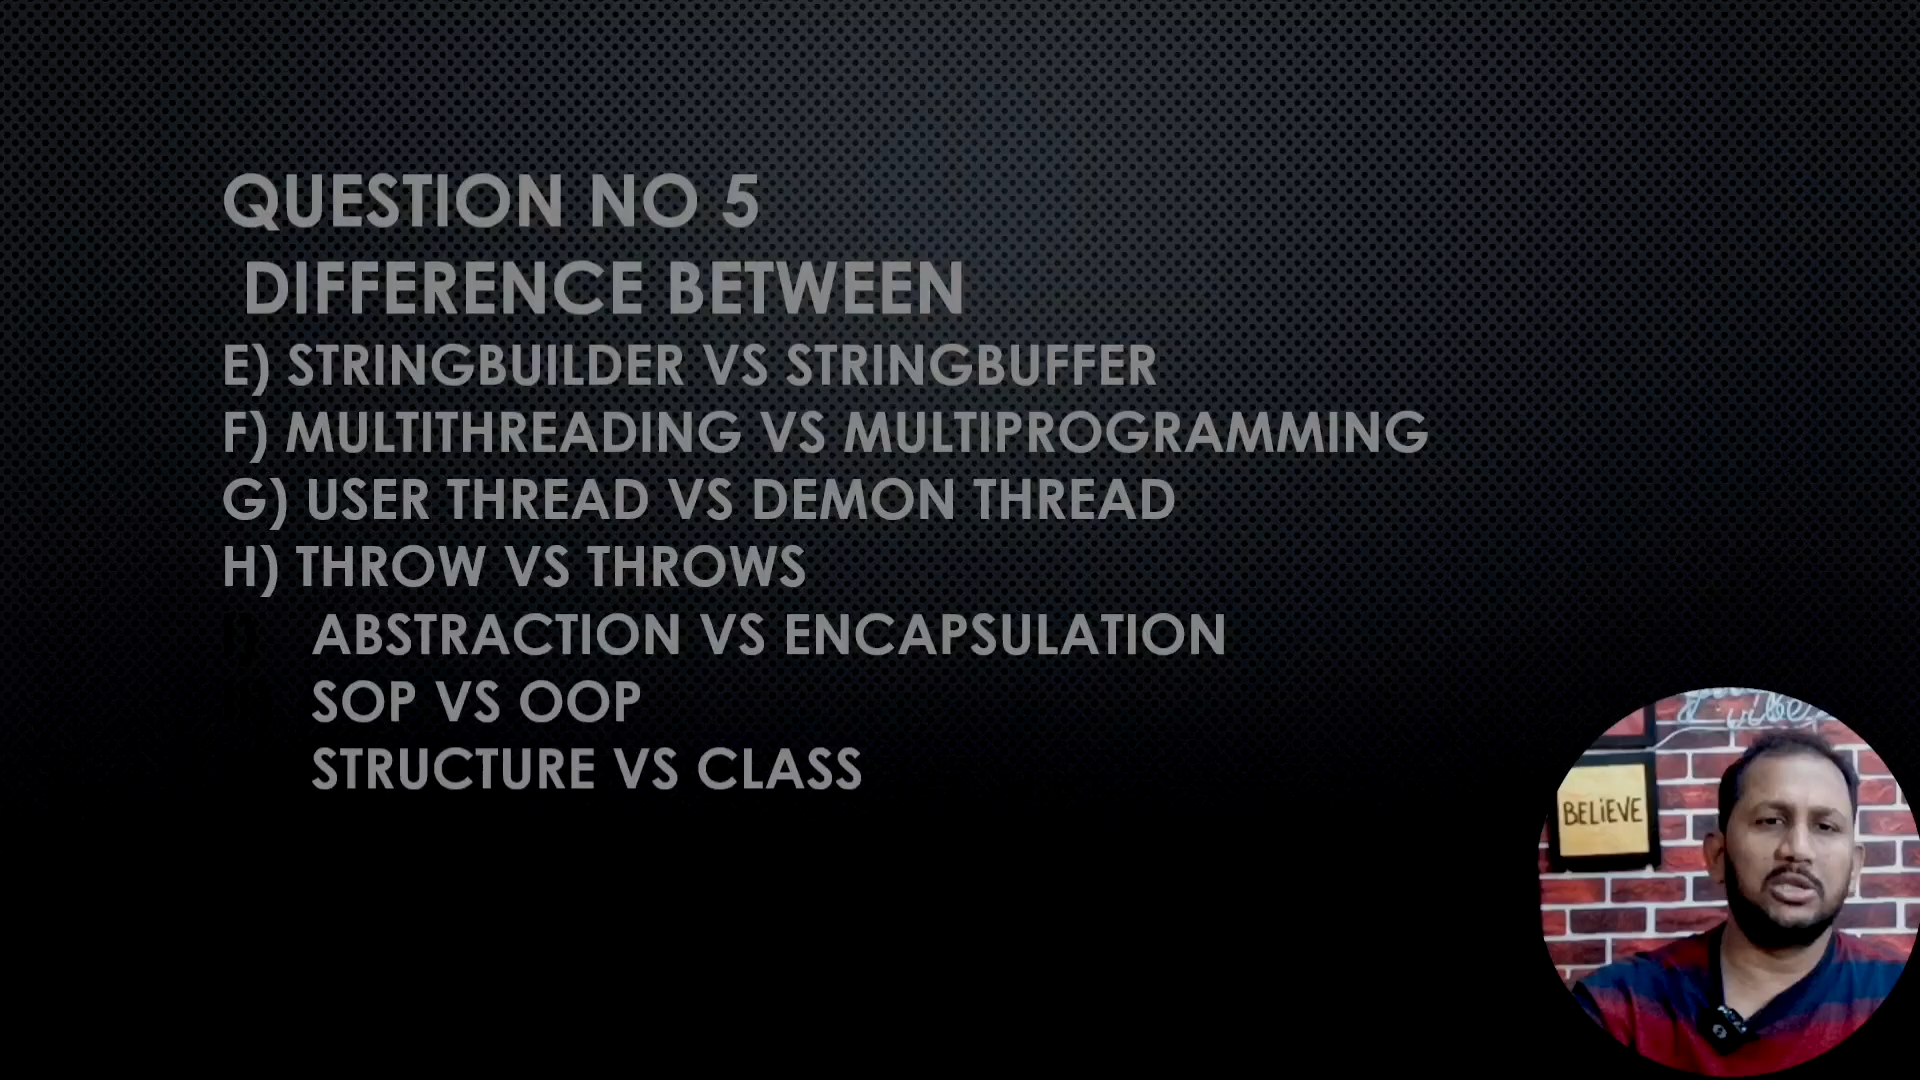 QUESTION NO 5
DIFFERENCE BETWEEN
E) STRINGBUILDER VS STRINGBUFFER
F) MULTITHREADING VS MULTIPROGRAMMING
G) USER THREAD VS DEMON THREAD
H) THROW VS THROWS
ABSTRACTION VS ENCAPSULATION
SOP VS OOP
STRUCTURE VS CLASS
vibe
BELiEVE